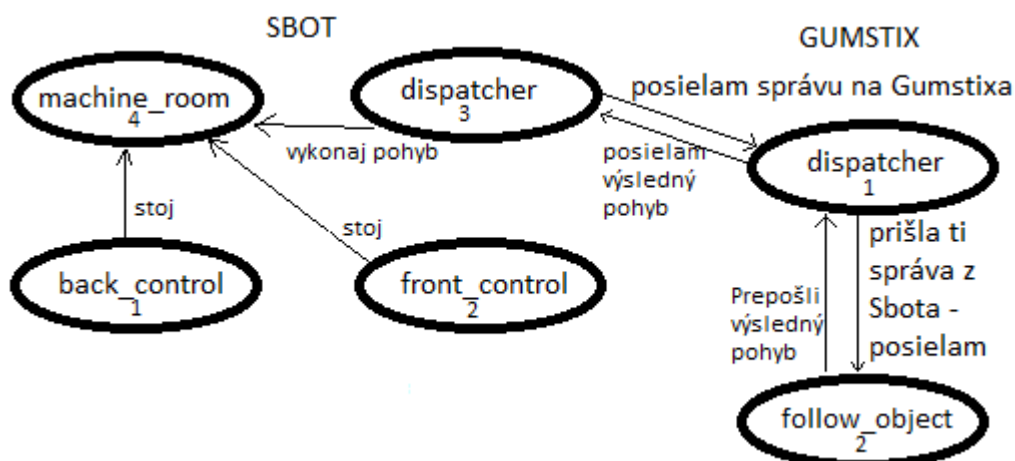 SBOT
GUMSTIX
machine_room
4
dispatcher
3
posielam správu na Gumstixa
vykonaj pohyb
posielam
výsledný
pohyb
dispatcher
1
stoj
stoj
back_control
1
front_control
2
prišla ti
správa z
Sbota -
posielam
Prepošli
výsledný
pohyb
follow_object
2